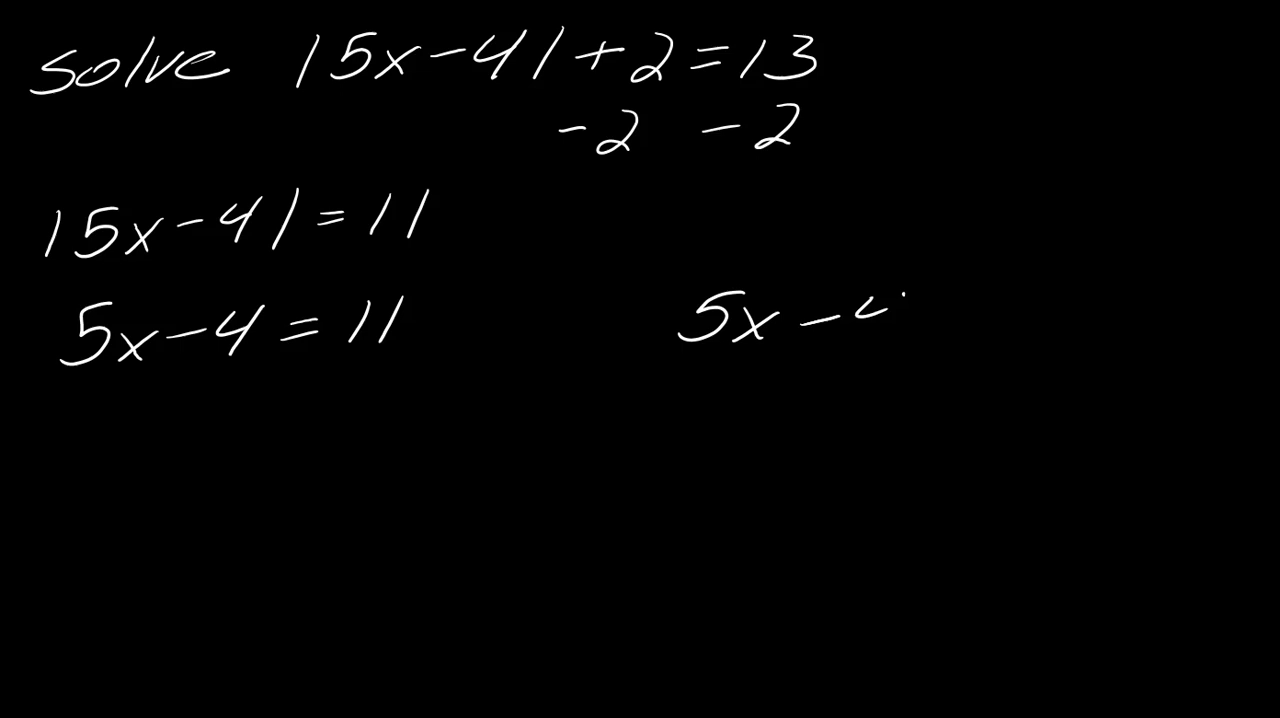 solve |5x-4|+2=13
-2 -2
|5x-4|=11
5x-4=11 5x-